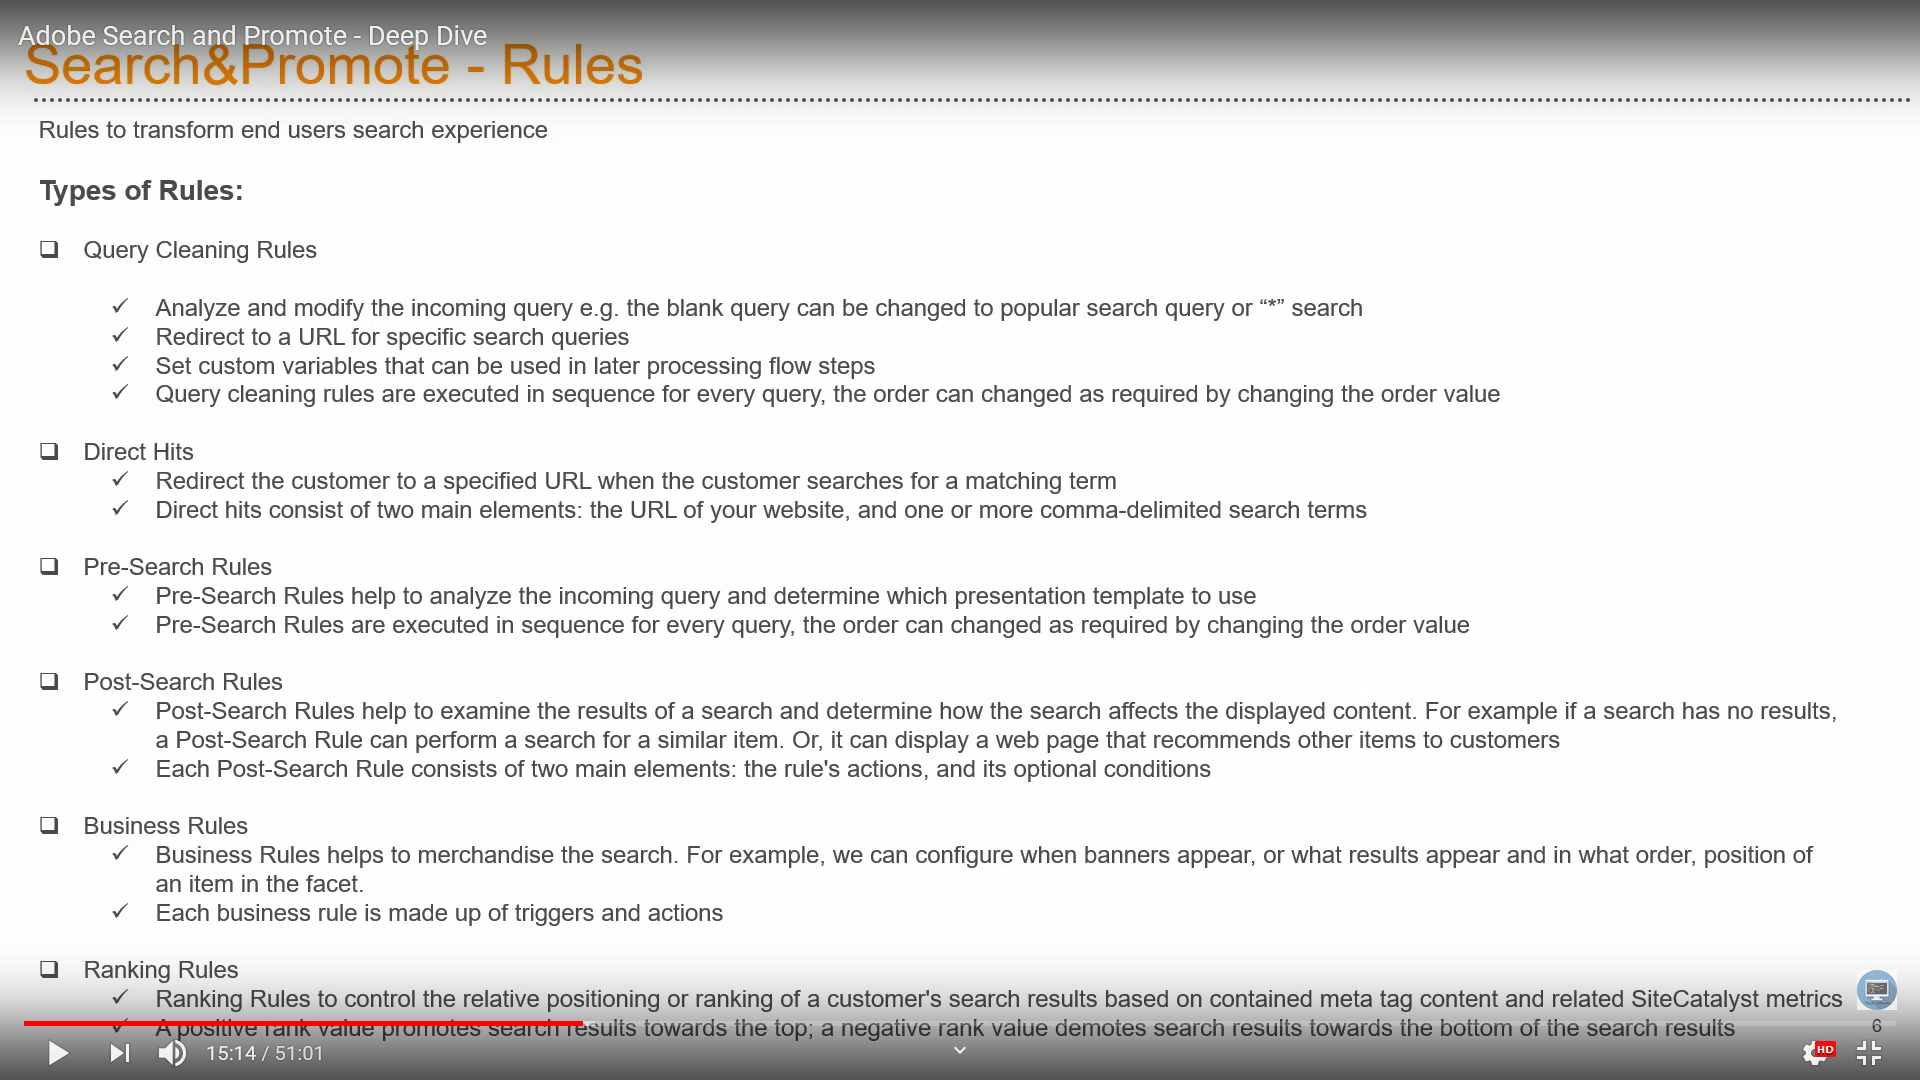 Adobe Search and Promote - Deep Dive
Search&Promote - Rules
Rules to transform end users search experience
Types of Rules:
Query Cleaning Rules
Analyze and modify the incoming query e.g. the blank query can be changed to popular search query or “*” search
Redirect to a URL for specific search queries
Set custom variables that can be used in later processing flow steps
Query cleaning rules are executed in sequence for every query, the order can changed as required by changing the order value
Direct Hits
Redirect the customer to a specified URL when the customer searches for a matching term
Direct hits consist of two main elements: the URL of your website, and one or more comma-delimited search terms
Pre-Search Rules
Pre-Search Rules help to analyze the incoming query and determine which presentation template to use
Pre-Search Rules are executed in sequence for every query, the order can changed as required by changing the order value
Post-Search Rules
Post-Search Rules help to examine the results of a search and determine how the search affects the displayed content. For example if a search has no results,
a Post-Search Rule can perform a search for a similar item. Or, it can display a web page that recommends other items to customers
Each Post-Search Rule consists of two main elements: the rule's actions, and its optional conditions
Business Rules
Business Rules helps to merchandise the search. For example, we can configure when banners appear, or what results appear and in what order, position of
an item in the facet.
Each business rule is made up of triggers and actions
Ranking Rules
Ranking Rules to control the relative positioning or ranking of a customer's search results based on contained meta tag content and related SiteCatalyst metrics
A positive rank value promotes search results towards the top; a negative rank value demotes search results towards the bottom of the search results
6
15:14 / 51:01
HD